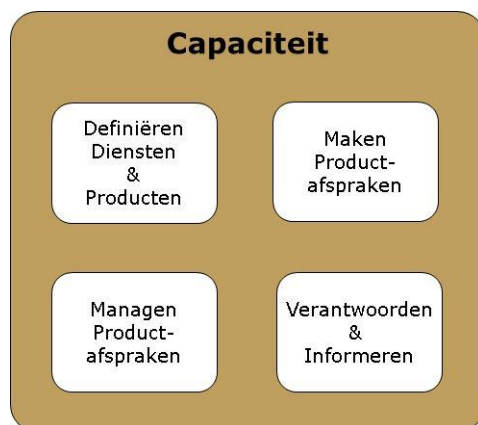 Capaciteit
Definiëren
Diensten
&
Producten
Maken
Product-
afspraken
Managen
Product-
afspraken
Verantwoorden
&
Informeren